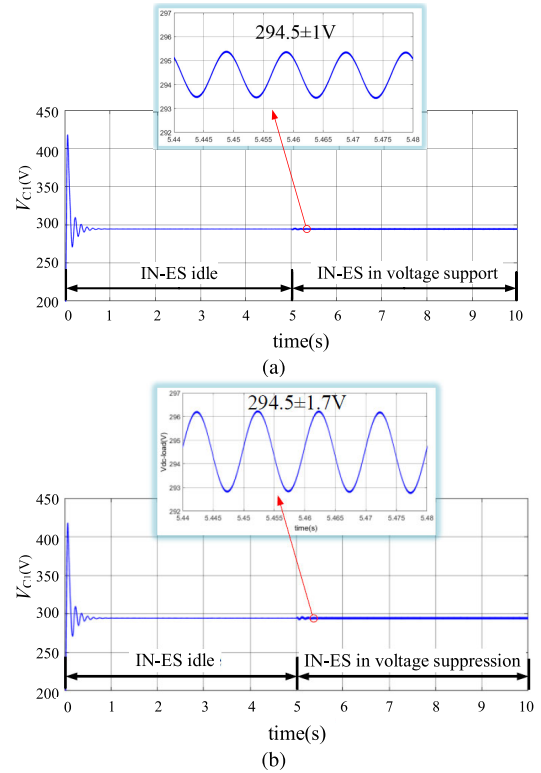 (a)
294.5±1V
296
295
294
293
292
5.44 5.445 5.45 5.455 5.46 5.465 5.47 5.475 5.48
450
400
350
300
250
200
VC1(V)
IN-ES idle
IN-ES in voltage support
0 1 2 3 4 5 6 7 8 9 10
time(s)
(a)
297
296
295
294
293
292
294.5±1.7V
Vdc-load(V)
5.44 5.445 5.45 5.455 5.46 5.465 5.47 5.475 5.48
time(s)
450
400
350
300
250
200
VC1(V)
IN-ES idle
IN-ES in voltage suppression
0 1 2 3 4 5 6 7 8 9 10
time(s)
(b)